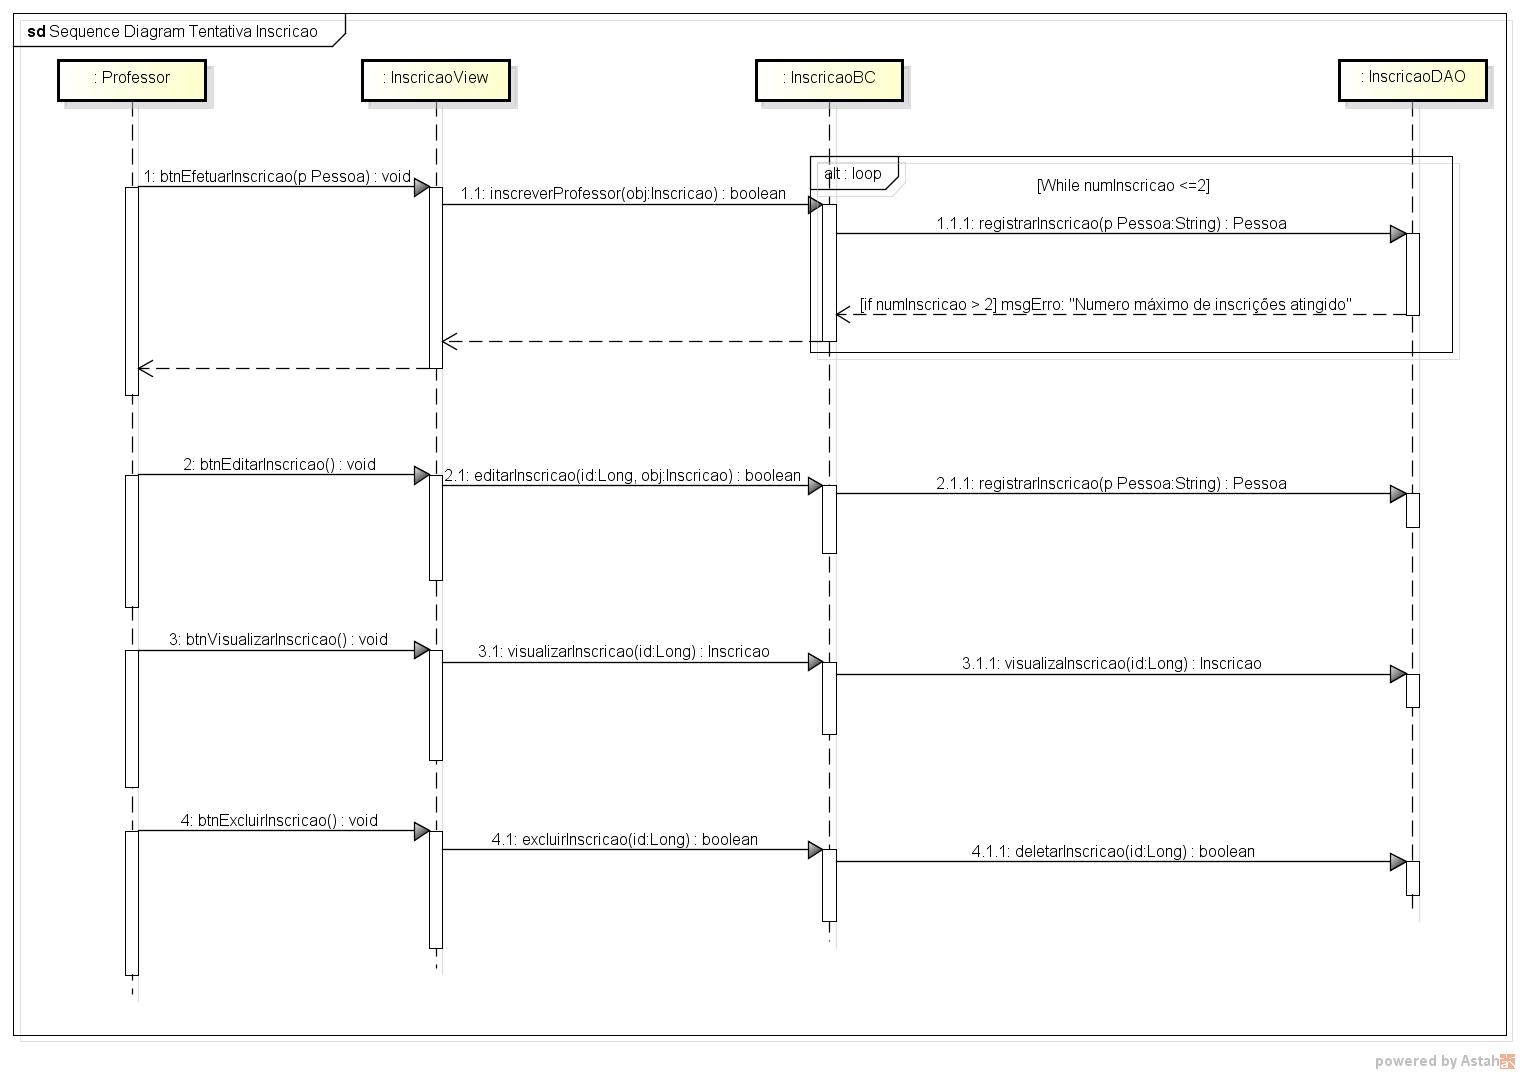 sd Sequence Diagram Tentativa Inscricao
: Professor
: InscricaoView
: InscricaoBC
: InscricaoDAO
alt : loop
[While numInscricao <=2]
1: btnEfetuarInscricao(p Pessoa) : void
1.1: inscreverProfessor(obj:Inscricao) : boolean
1.1.1: registrarInscricao(p Pessoa:String) : Pessoa
[if numInscricao > 2] msgErro: "Numero máximo de inscrições atingido"
2: btnEditarInscricao() : void
2.1: editarInscricao(id:Long, obj:Inscricao) : boolean
2.1.1: registrarInscricao(p Pessoa:String) : Pessoa
3: btnVisualizarInscricao() : void
3.1: visualizarInscricao(id:Long) : Inscricao
3.1.1: visualizaInscricao(id:Long) : Inscricao
4: btnExcluirInscricao() : void
4.1: excluirInscricao(id:Long) : boolean
4.1.1: deletarInscricao(id:Long) : boolean
powered by Astah